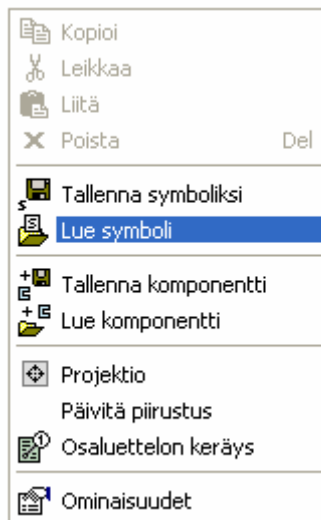 Kopioi
Leikkaa
Liitä
Poista Del
Tallenna symboliksi
Lue symboli
Tallenna komponentti
Lue komponentti
Projektio
Päivitä piirustus
Osaluettelon keräys
Ominaisuudet